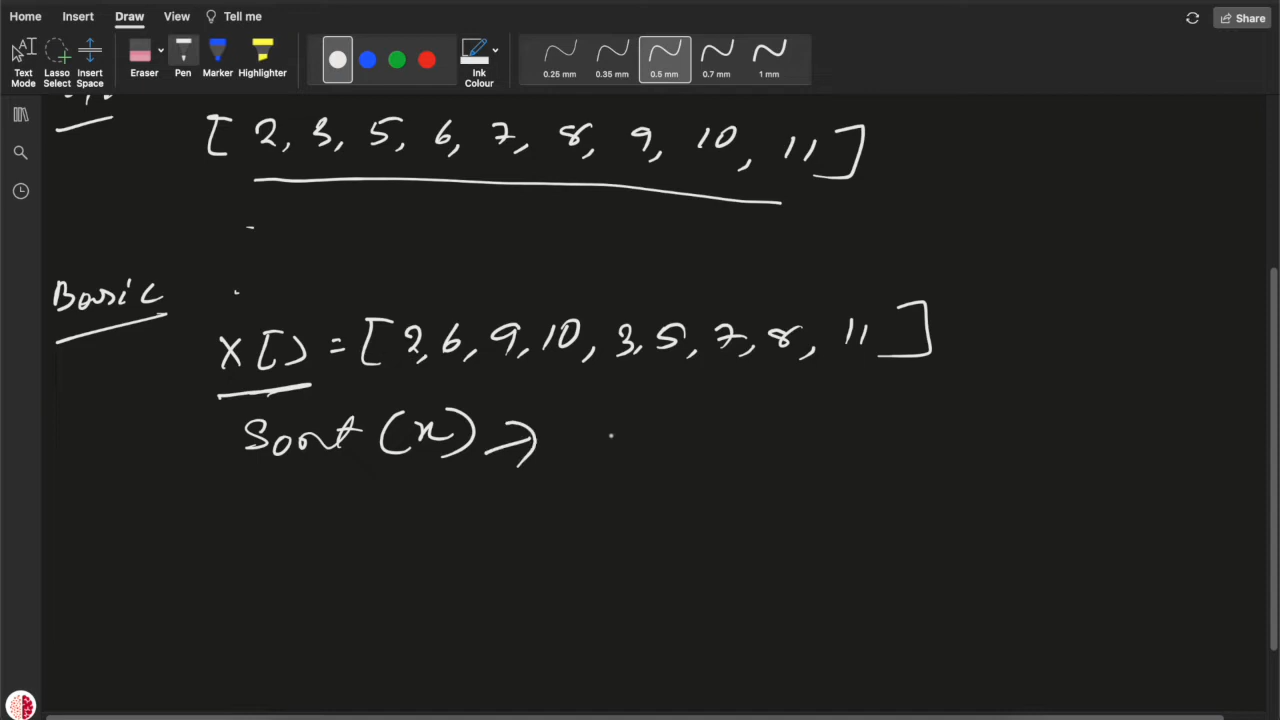 Home Insert Draw View Tell me Share
Text Mode Lasso Select Insert Space Eraser Pen Marker Highlighter Ink Colour 0.25 mm 0.35 mm 0.5 mm 0.7 mm 1 mm
[ 2, 3, 5, 6, 7, 8, 9, 10, 11 ]
Basic
X[] = [ 2, 6, 9, 10, 3, 5, 7, 8, 11 ]
Sort (x) ⇒